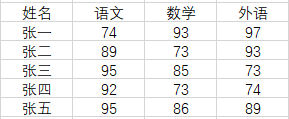 姓名 语文 数学 外语
张一 74 93 97
张二 89 73 93
张三 95 85 73
张四 92 73 74
张五 95 86 89